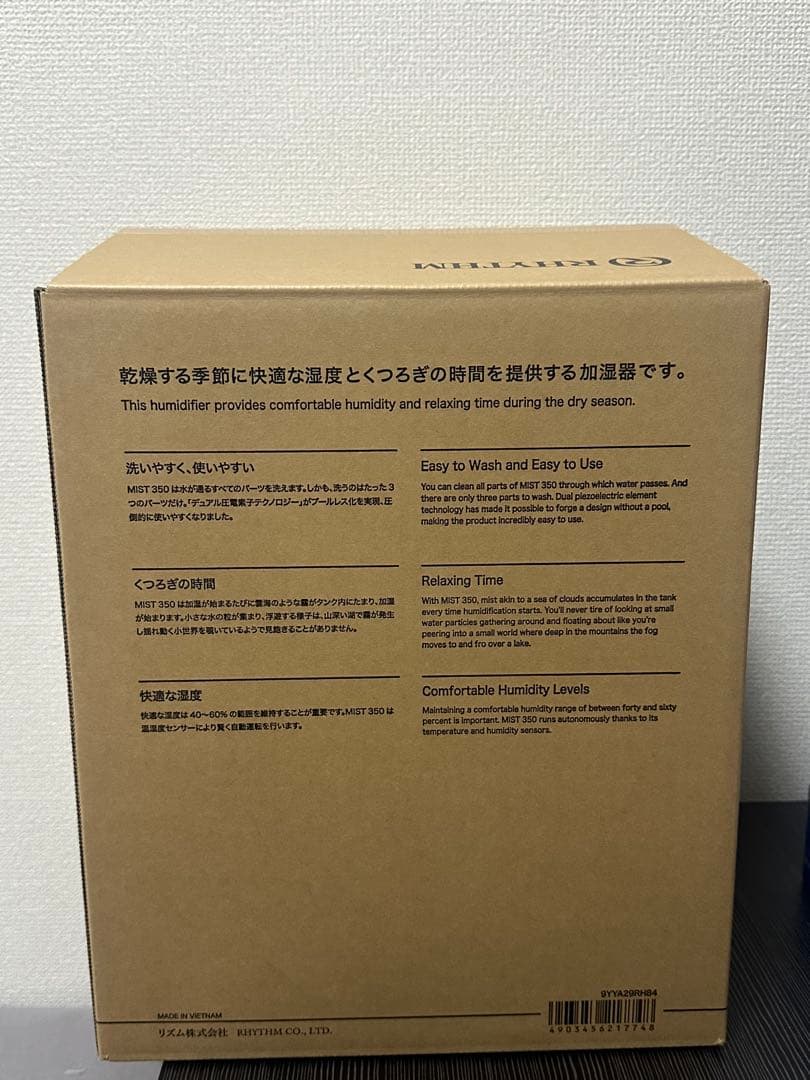 RHYTHM
乾燥する季節に快適な湿度とくつろぎの時間を提供する加湿器です。
This humidifier provides comfortable humidity and relaxing time during the dry season.
洗いやすく、使いやすい
MIST 350 は水が通るすべてのパーツを洗えます。しかも、洗うのはたった 3
つのパーツだけ。「デュアル圧電素子テクノロジー」がプールレス化を実現、圧
倒的に使いやすくなりました。
Easy to Wash and Easy to Use
You can clean all parts of MIST 350 through which water passes. And
there are only three parts to wash. Dual piezoelectric element
technology has made it possible to forge a design without a pool,
making the product incredibly easy to use.
くつろぎの時間
MIST 350 は加湿が始まるたびに雲海のような霧がタンク内にたまり、加湿
が始まります。小さな水の粒が集まり、浮遊する様子は、山深い湖で霧が発生
し揺れ動く小世界を覗いているようで見飽きることがありません。
Relaxing Time
With MIST 350, mist akin to a sea of clouds accumulates in the tank
every time humidification starts. You'll never tire of looking at small
water particles gathering around and floating about like you're
peering into a small world where deep in the mountains the fog
moves to and fro over a lake.
快適な湿度
快適な湿度は 40〜60% の範囲を維持することが重要です。MIST 350 は
温湿度センサーにより賢く自動運転を行います。
Comfortable Humidity Levels
Maintaining a comfortable humidity range of between forty and sixty
percent is important. MIST 350 runs autonomously thanks to its
temperature and humidity sensors.
9YYA29RH84
4903456217748
MADE IN VIETNAM
リズム株式会社 RHYTHM CO., LTD.